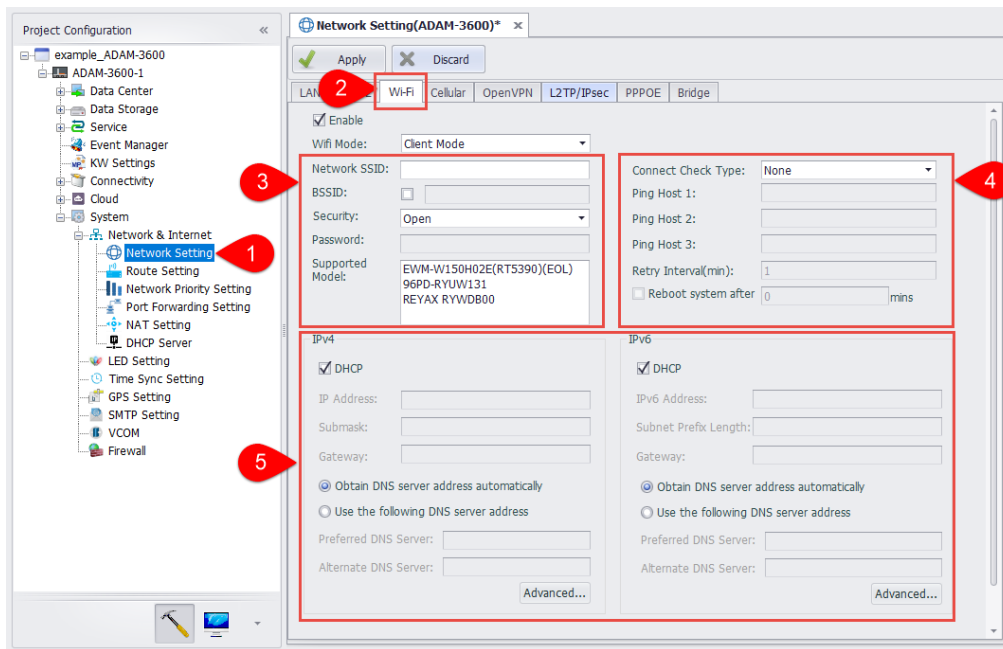 Project Configuration «
example_ADAM-3600
ADAM-3600-1
Data Center
Data Storage
Service
Event Manager
KW Settings
Connectivity
Cloud
System
Network & Internet
Network Setting
1
Route Setting
Network Priority Setting
Port Forwarding Setting
NAT Setting
DHCP Server
LED Setting
Time Sync Setting
GPS Setting
SMTP Setting
VCOM
Firewall
Network Setting(ADAM-3600)* x
Apply Discard
2
Wi-Fi Cellular OpenVPN L2TP/IPsec PPPOE Bridge
Enable
Wifi Mode: Client Mode
3
Network SSID:
BSSID:
Security: Open
Password:
Supported Model:
EWM-W150H02E(RT5390)(EOL)
96PD-RYUW131
REYAX RYWDB00
4
Connect Check Type: None
Ping Host 1:
Ping Host 2:
Ping Host 3:
Retry Interval(min): 1
Reboot system after 0 mins
5
IPv4
DHCP
IP Address:
Submask:
Gateway:
Obtain DNS server address automatically
Use the following DNS server address
Preferred DNS Server:
Alternate DNS Server:
Advanced...
IPv6
DHCP
IPv6 Address:
Subnet Prefix Length:
Gateway:
Obtain DNS server address automatically
Use the following DNS server address
Preferred DNS Server:
Alternate DNS Server:
Advanced...